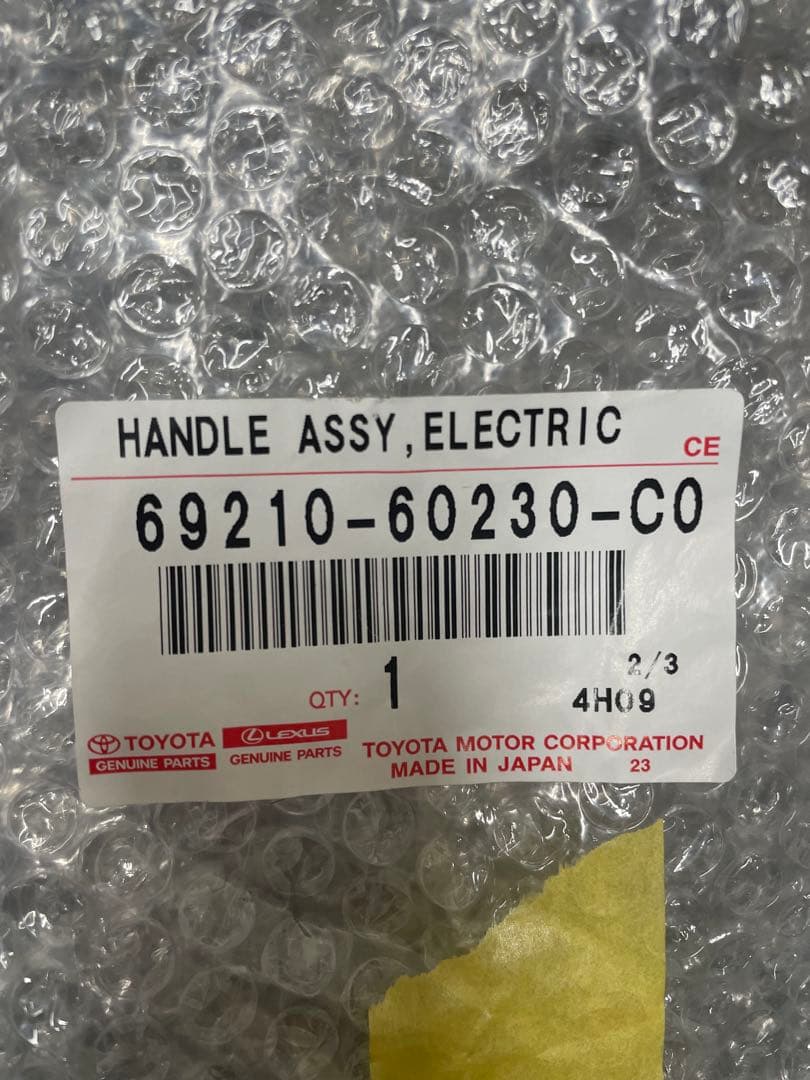 HANDLE ASSY,ELECTRIC
CE
69210-60230-C0
QTY: 1
2/3
4H09
TOYOTA
GENUINE PARTS
LEXUS
GENUINE PARTS
TOYOTA MOTOR CORPORATION
MADE IN JAPAN 23